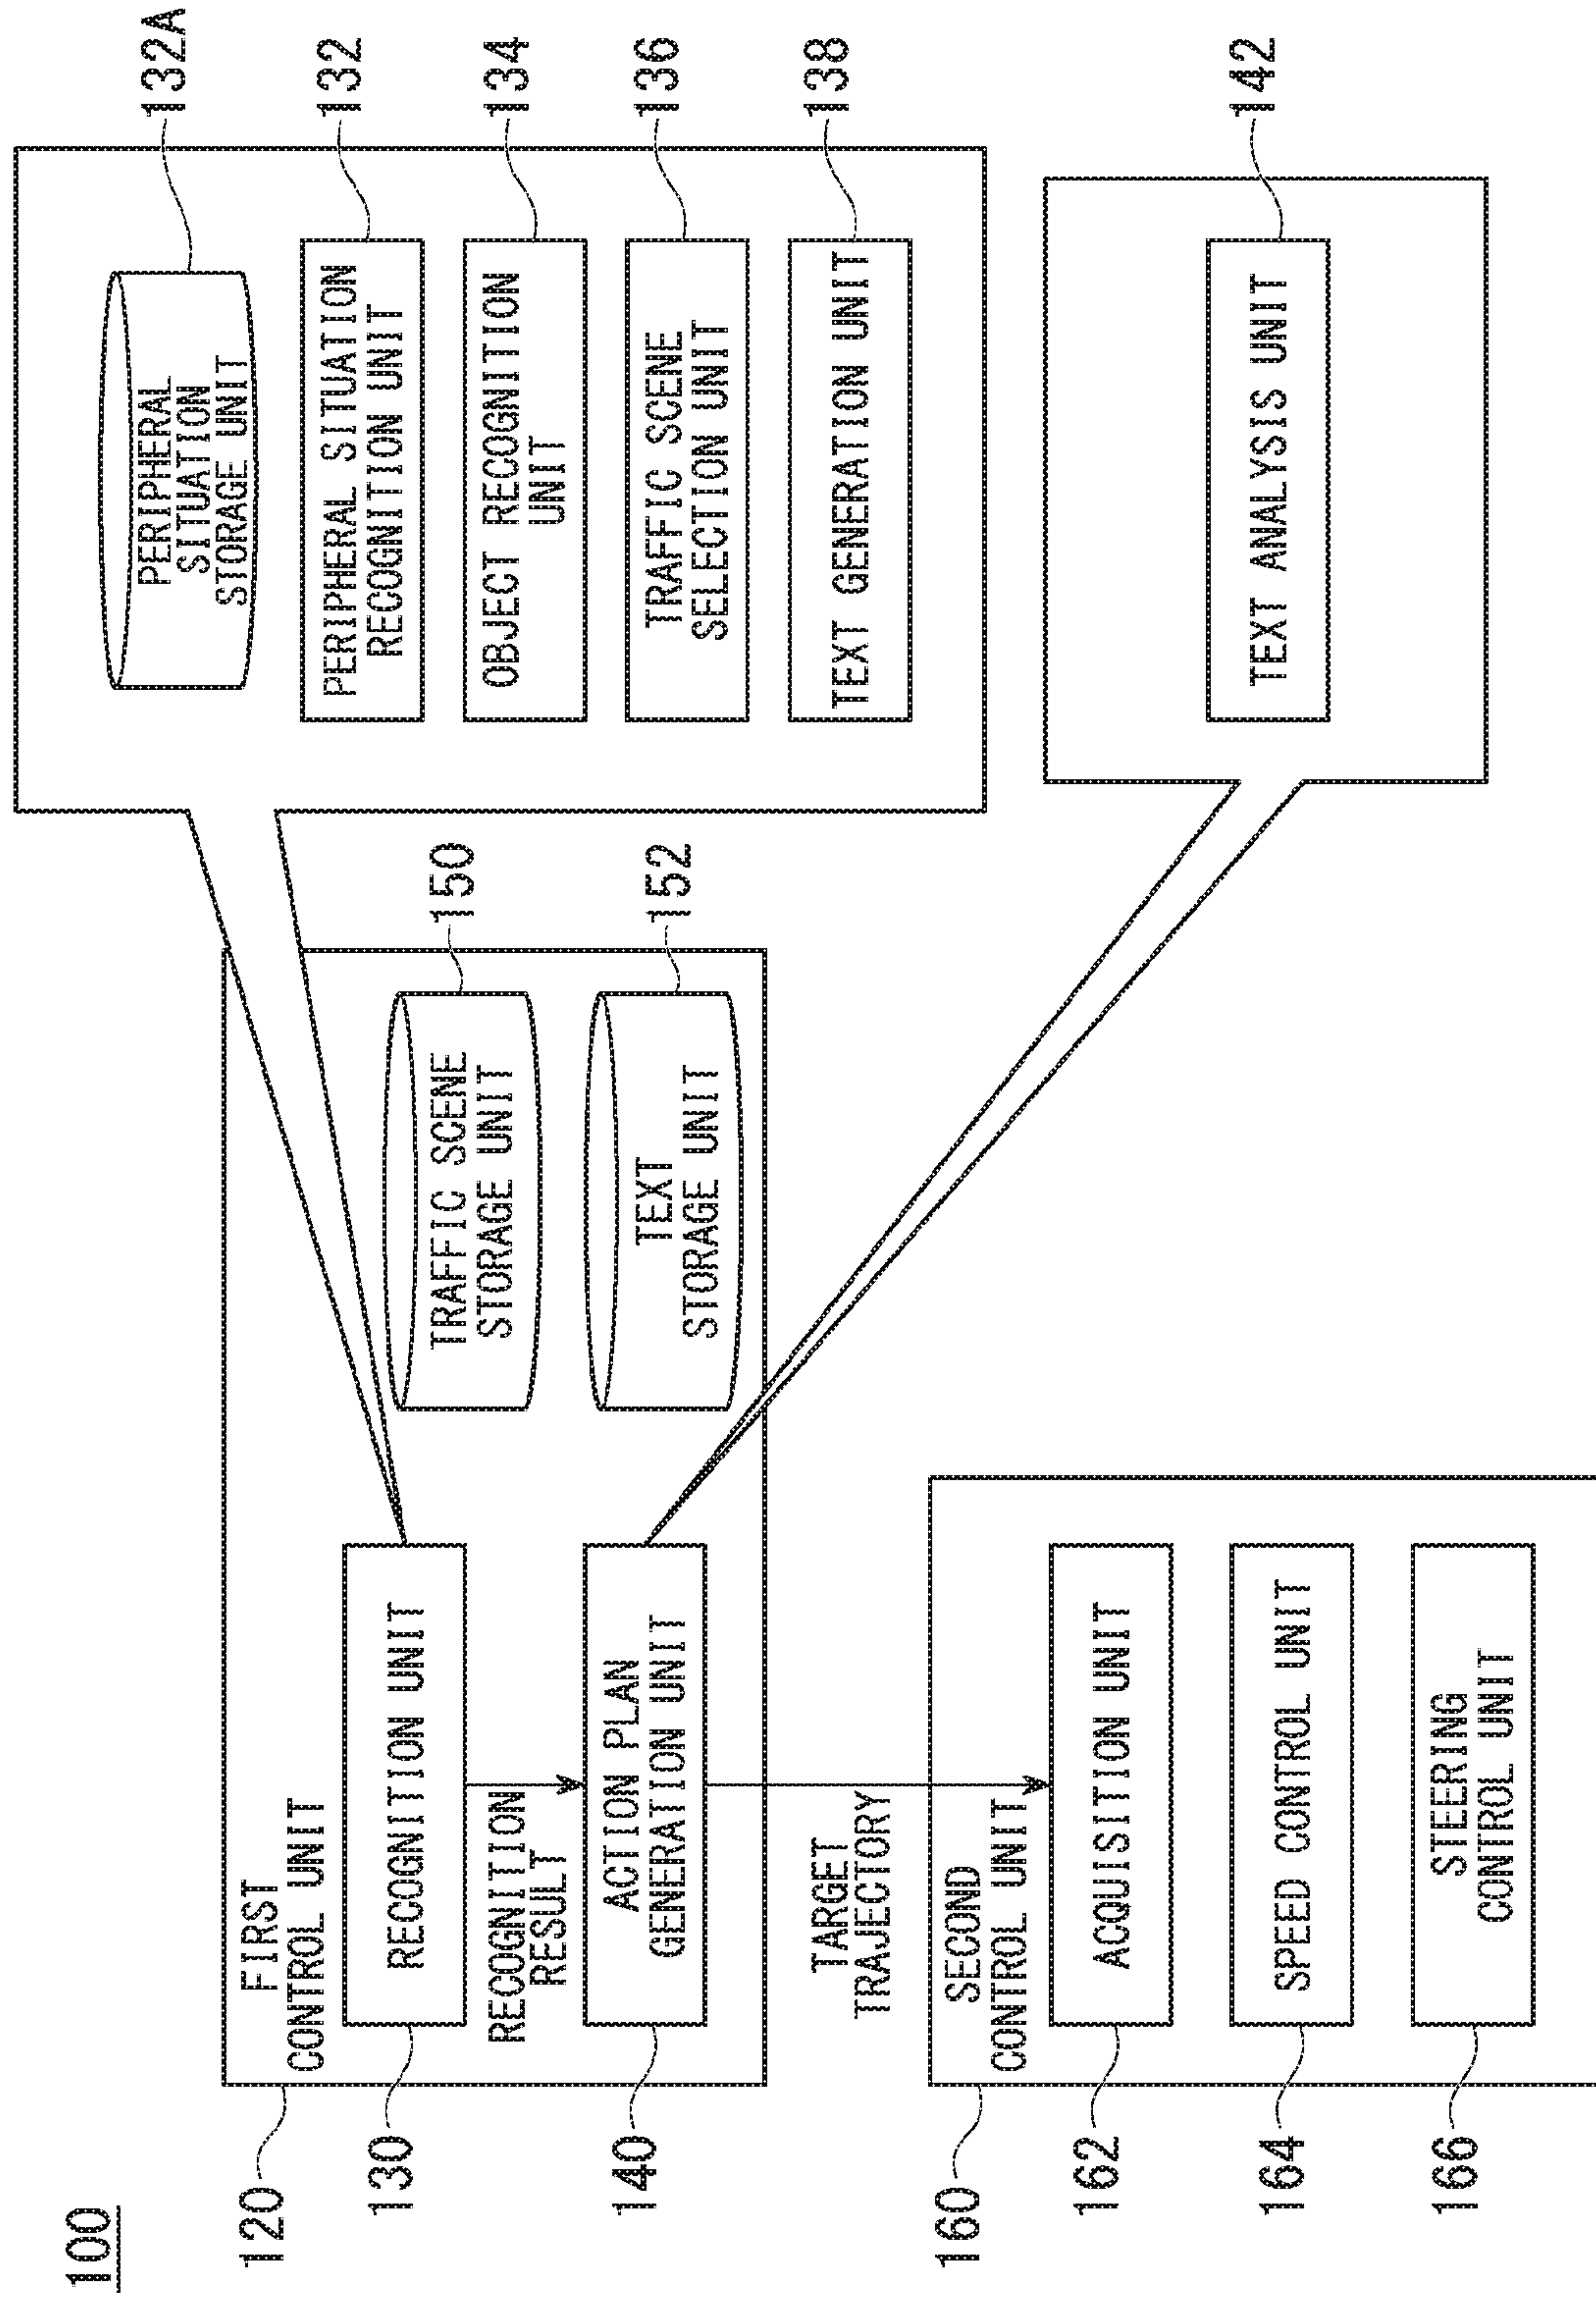 100
120
FIRST
CONTROL UNIT
130
RECOGNITION UNIT
RECOGNITION
RESULT
140
ACTION PLAN
GENERATION UNIT
150
TRAFFIC SCENE
STORAGE UNIT
152
TEXT
STORAGE UNIT
TARGET
TRAJECTORY
132A
PERIPHERAL
SITUATION
STORAGE UNIT
132
PERIPHERAL SITUATION
RECOGNITION UNIT
134
OBJECT RECOGNITION
UNIT
136
TRAFFIC SCENE
SELECTION UNIT
138
TEXT GENERATION UNIT
142
TEXT ANALYSIS UNIT
160
SECOND
CONTROL UNIT
162
ACQUISITION UNIT
164
SPEED CONTROL UNIT
166
STEERING
CONTROL UNIT